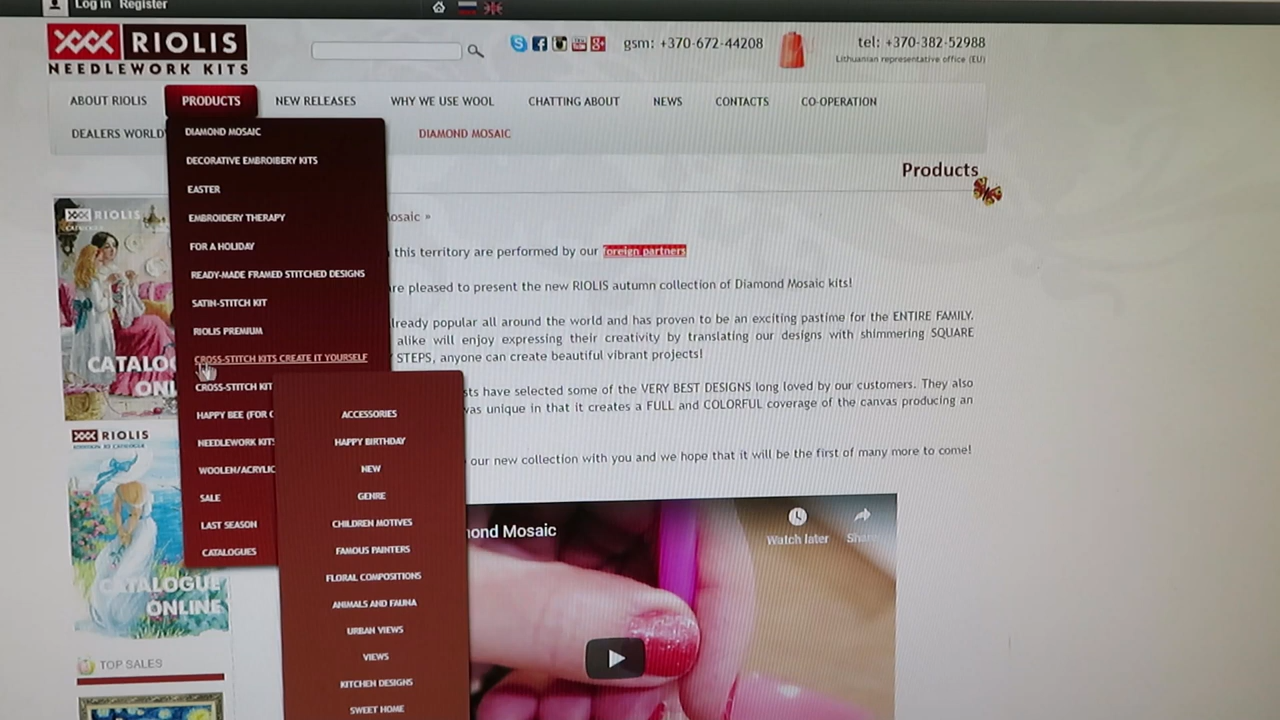 Log in Register
RIOLIS
NEEDLEWORK KITS
gsm: +370-672-44208
tel: +370-382-52988
Lithuanian representative office (EU)
ABOUT RIOLIS PRODUCTS NEW RELEASES WHY WE USE WOOL CHATTING ABOUT NEWS CONTACTS CO-OPERATION
DEALERS DIAMOND MOSAIC
Products
DIAMOND MOSAIC
DECORATIVE EMBROIBERY KITS
EASTER
EMBROIDERY THERAPY
FOR A HOLIDAY
READY-MADE FRAMED STITCHED DESIGNS
SATIN-STITCH KIT
RIOLIS PREMIUM
CROSS-STITCH KITS CREATE IT YOURSELF
CROSS-STITCH KIT
HAPPY BEE (FOR
NEEDLEWORK KITS
WOOLEN/ACRYLIC
SALE
LAST SEASON
CATALOGUES
ACCESSORIES
HAPPY BIRTHDAY
NEW
GENRE
CHILDREN MOTIVES
FAMOUS PAINTERS
FLORAL COMPOSITIONS
ANIMALS AND FAUNA
URBAN VIEWS
VIEWS
KITCHEN DESIGNS
SWEET HOME
osaic »
this territory are performed by our foreign partners
re pleased to present the new RIOLIS autumn collection of Diamond Mosaic kits!
lready popular all around the world and has proven to be an exciting pastime for the ENTIRE FAMILY.
alike will enjoy expressing their creativity by translating our designs with shimmering SQUARE
STEPS, anyone can create beautiful vibrant projects!
sts have selected some of the VERY BEST DESIGNS long loved by our customers. They also
vas unique in that it creates a FULL and COLORFUL coverage of the canvas producing an
our new collection with you and we hope that it will be the first of many more to come!
ond Mosaic
Watch later
Share
RIOLIS
CATALO
ONL
RIOLIS
CATALOGUE
ONLINE
TOP SALES